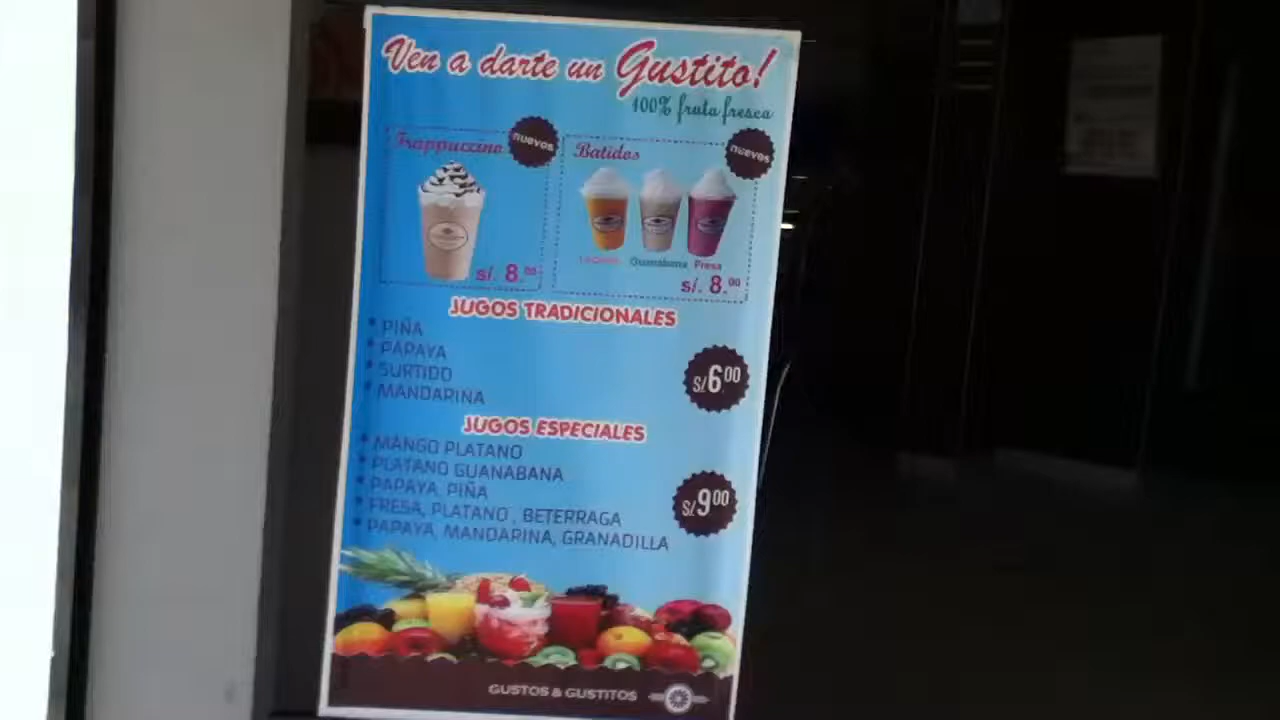 Ven a darte un Gustito!
100% fruta fresca
Frappuccino
nuevos
Batidos
nuevos
Guanabana
Fresa
s/. 8.00
s/. 8.00
JUGOS TRADICIONALES
* PIÑA
* PAPAYA
* SURTIDO
* MANDARINA
S/.6.00
JUGOS ESPECIALES
* MANGO PLATANO
* PLATANO GUANABANA
* PAPAYA, PIÑA
* FRESA, PLATANO , BETERRAGA
* PAPAYA, MANDARINA, GRANADILLA
S/.9.00
GUSTOS & GUSTITOS